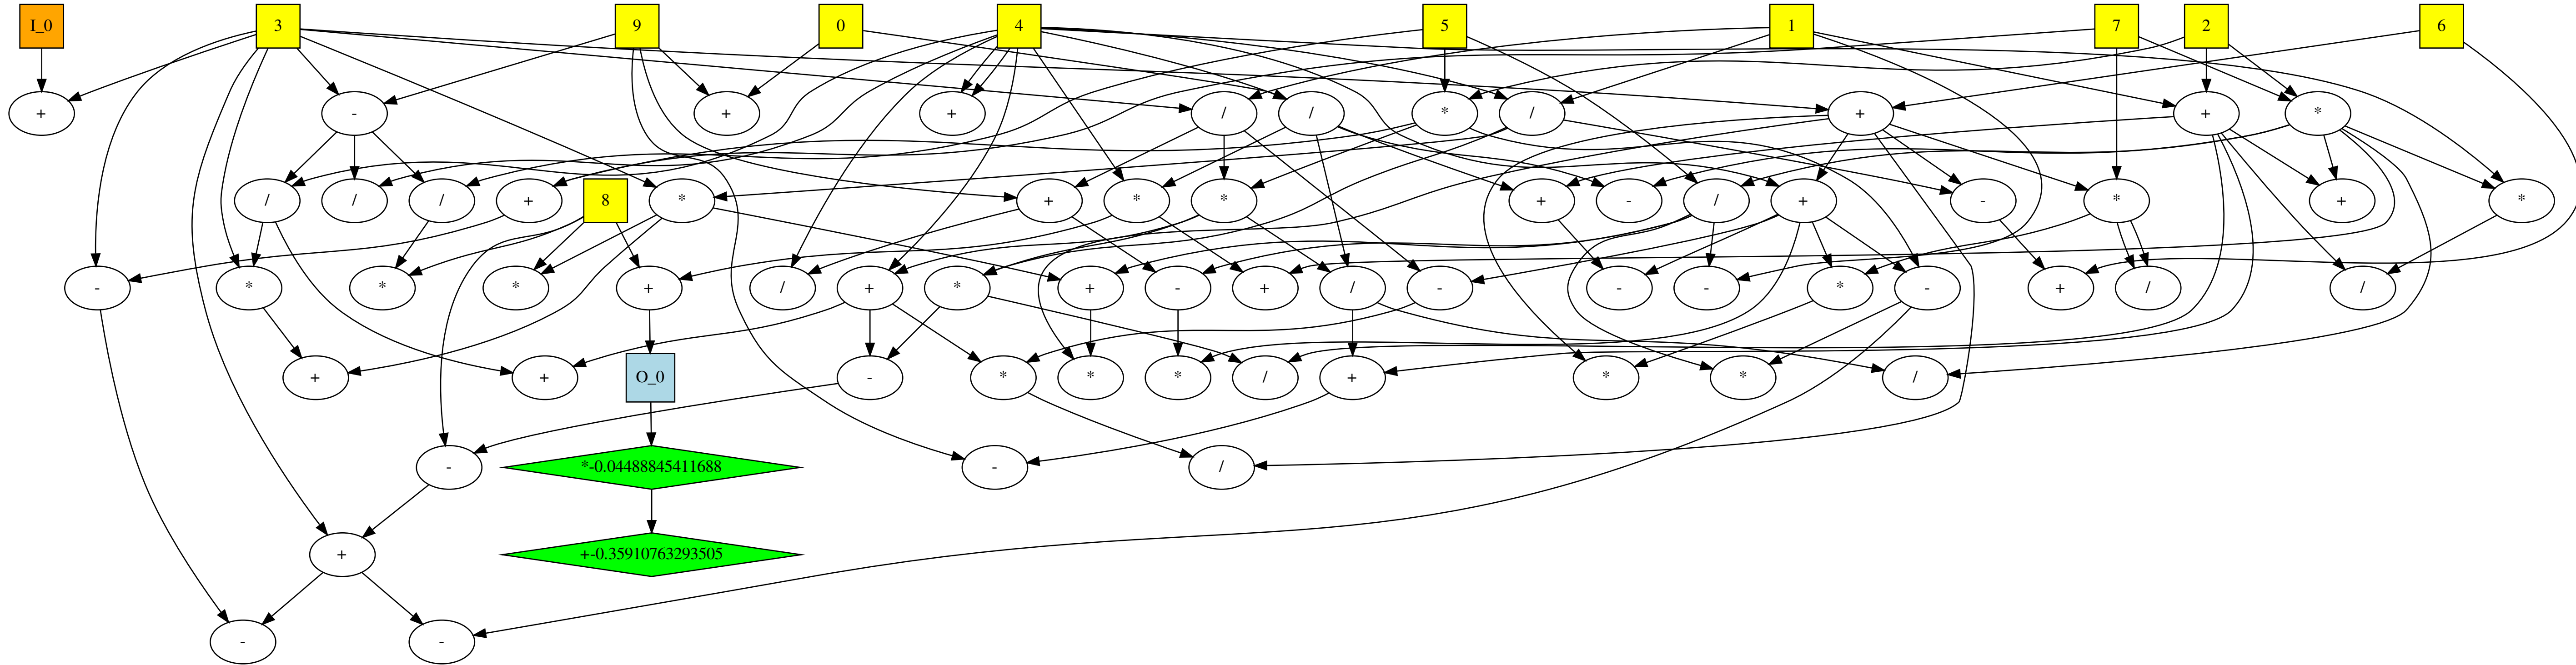 I_0 3 9 0 4 5 1 7 2 6
+ - + + / / * / + + *
/ / / + 8 * + * * + - / + - * + *
- * * * + / + * + - + / - - - * - + / /
+ + O_0 - * * * / + * * /
- *-0.04488845411688 - /
+ +-0.35910763293505
- -